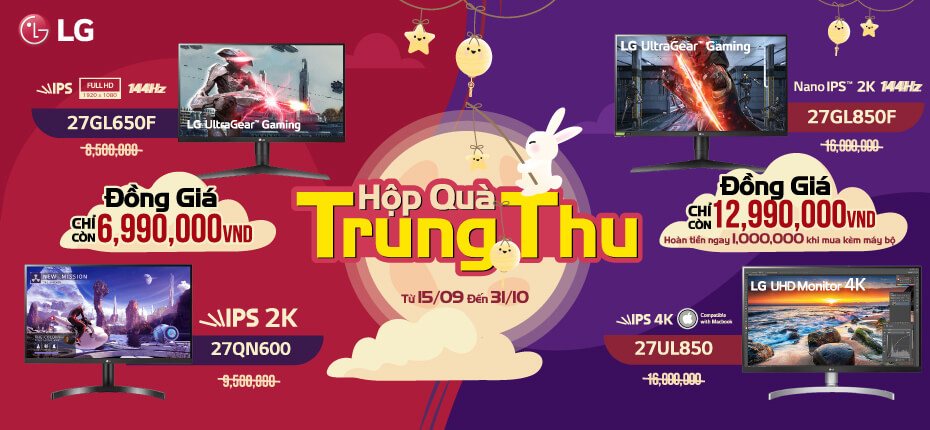 LG
IPS FULL HD 1920 x 1080 144Hz
27GL650F
8,500,000
LG UltraGear™ Gaming
Đồng Giá
CHỈ CÒN 6,990,000VND
NEW MISSION
IPS 2K
27QN600
9,500,000
Hộp Quà
Trung Thu
Từ 15/09 Đến 31/10
LG UltraGear™ Gaming
Nano IPS™ 2K 144Hz
27GL850F
16,000,000
Đồng Giá
CHỈ CÒN 12,990,000VND
Hoàn tiền ngay 1,000,000 khi mua kèm máy bộ
IPS 4K Compatible with Macbook
27UL850
16,000,000
LG UHD Monitor 4K